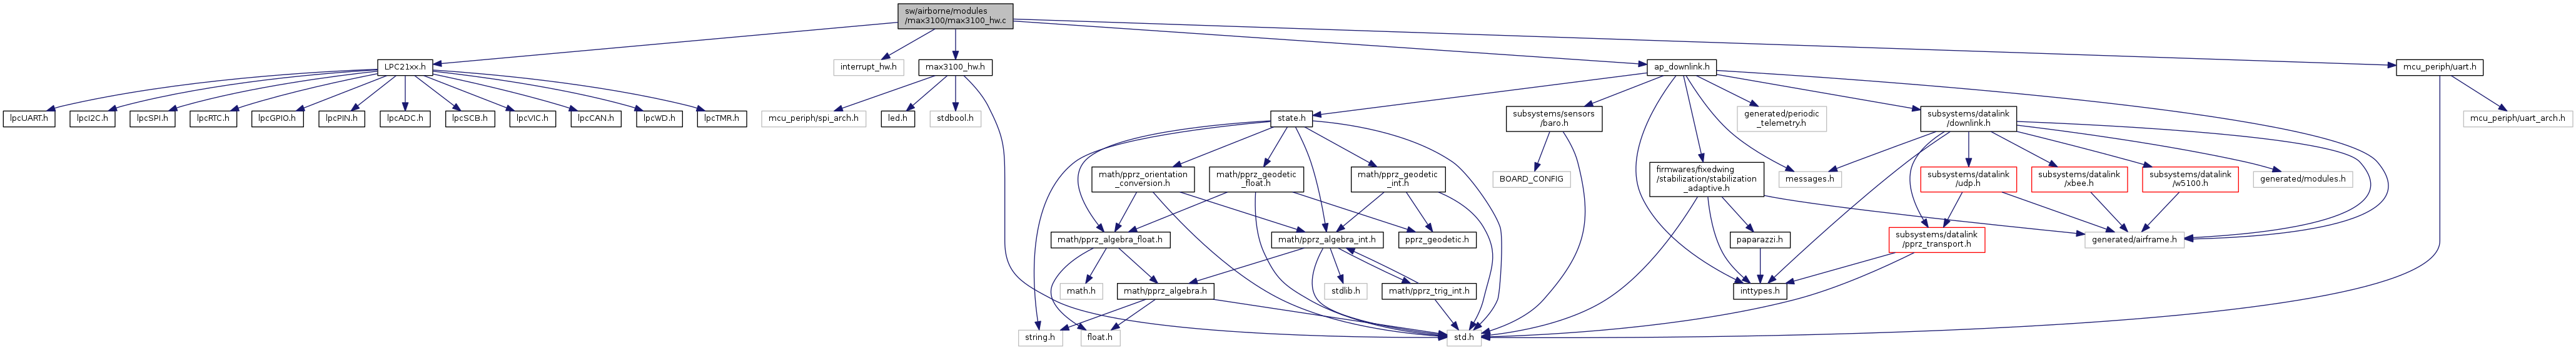 sw/airborne/modules
/max3100/max3100_hw.c
LPC21xx.h
interrupt_hw.h
max3100_hw.h
ap_downlink.h
mcu_periph/uart.h
lpcUART.h
lpcI2C.h
lpcSPI.h
lpcRTC.h
lpcGPIO.h
lpcPIN.h
lpcADC.h
lpcSCB.h
lpcVIC.h
lpcCAN.h
lpcWD.h
lpcTMR.h
mcu_periph/spi_arch.h
led.h
stdbool.h
state.h
subsystems/sensors
/baro.h
generated/periodic
_telemetry.h
subsystems/datalink
/downlink.h
mcu_periph/uart_arch.h
math/pprz_orientation
_conversion.h
math/pprz_geodetic
_float.h
math/pprz_geodetic
_int.h
BOARD_CONFIG
firmwares/fixedwing
/stabilization/stabilization
_adaptive.h
messages.h
subsystems/datalink
/udp.h
subsystems/datalink
/xbee.h
subsystems/datalink
/w5100.h
generated/modules.h
math/pprz_algebra_float.h
math/pprz_algebra_int.h
pprz_geodetic.h
paparazzi.h
subsystems/datalink
/pprz_transport.h
generated/airframe.h
math.h
math/pprz_algebra.h
stdlib.h
math/pprz_trig_int.h
inttypes.h
string.h
float.h
std.h